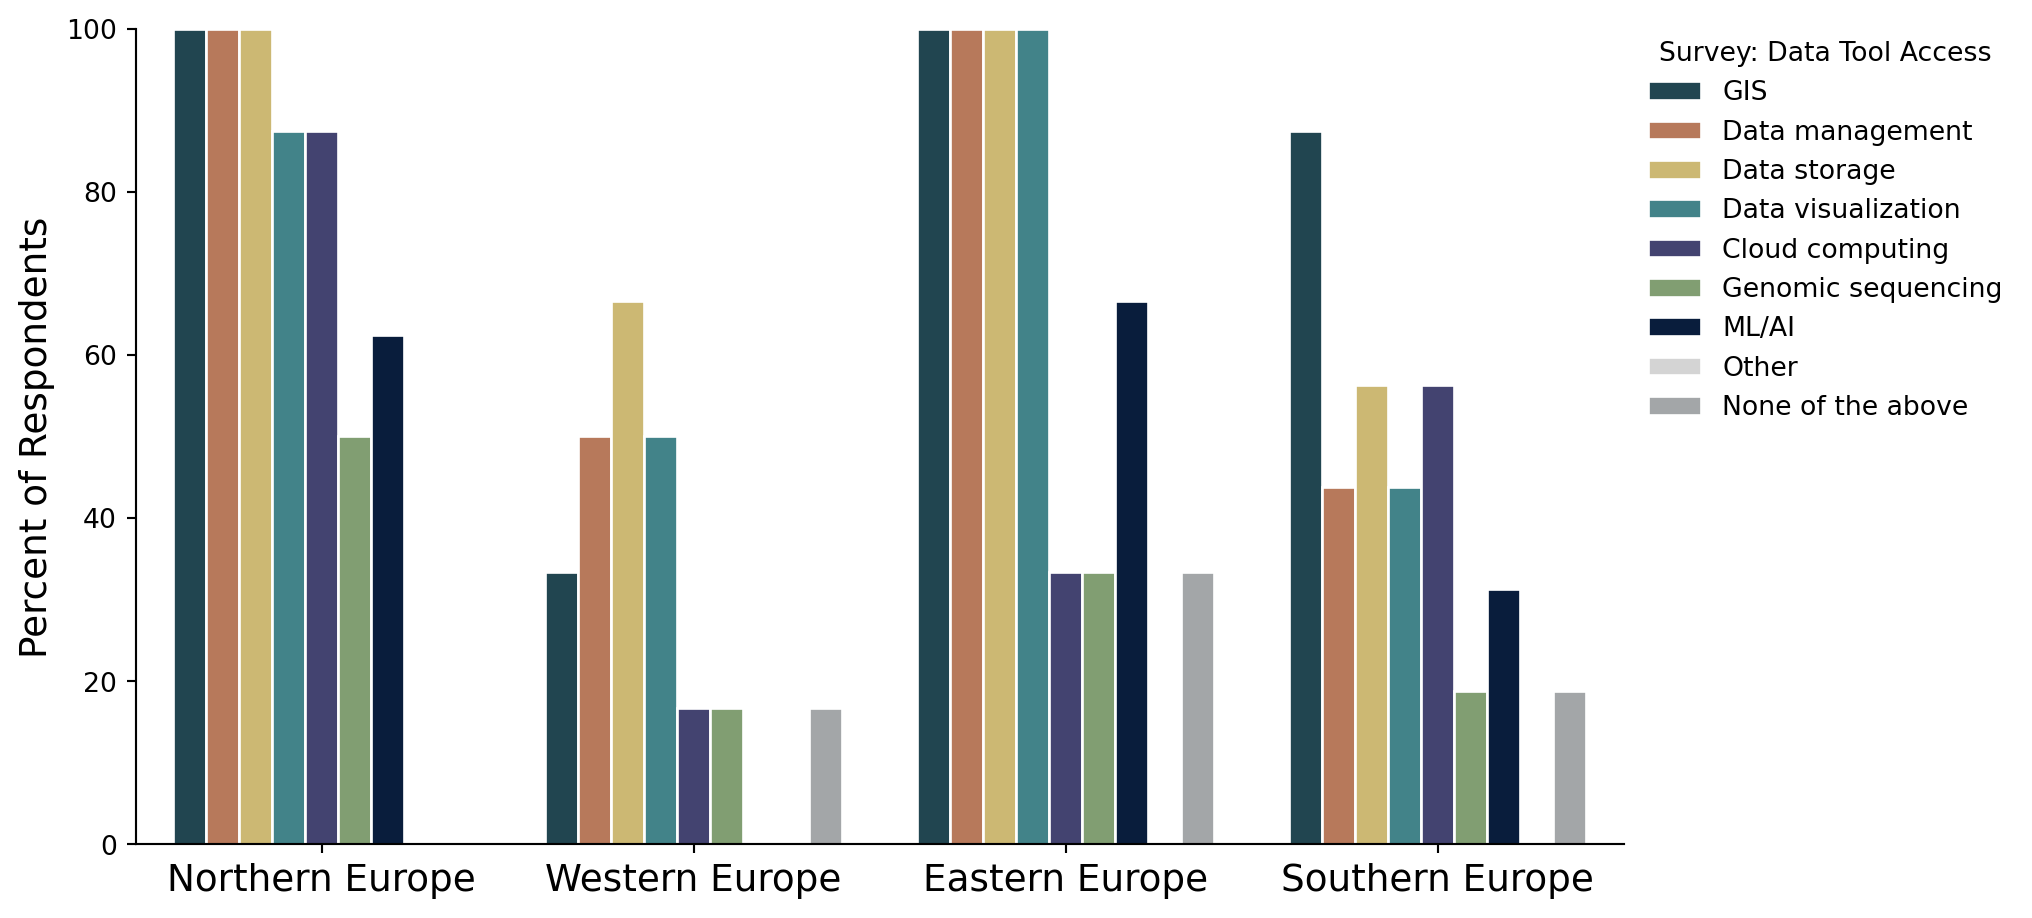 100
80
60
40
20
0
Percent of Respondents
Northern Europe
Western Europe
Eastern Europe
Southern Europe
Survey: Data Tool Access
GIS
Data management
Data storage
Data visualization
Cloud computing
Genomic sequencing
ML/AI
Other
None of the above